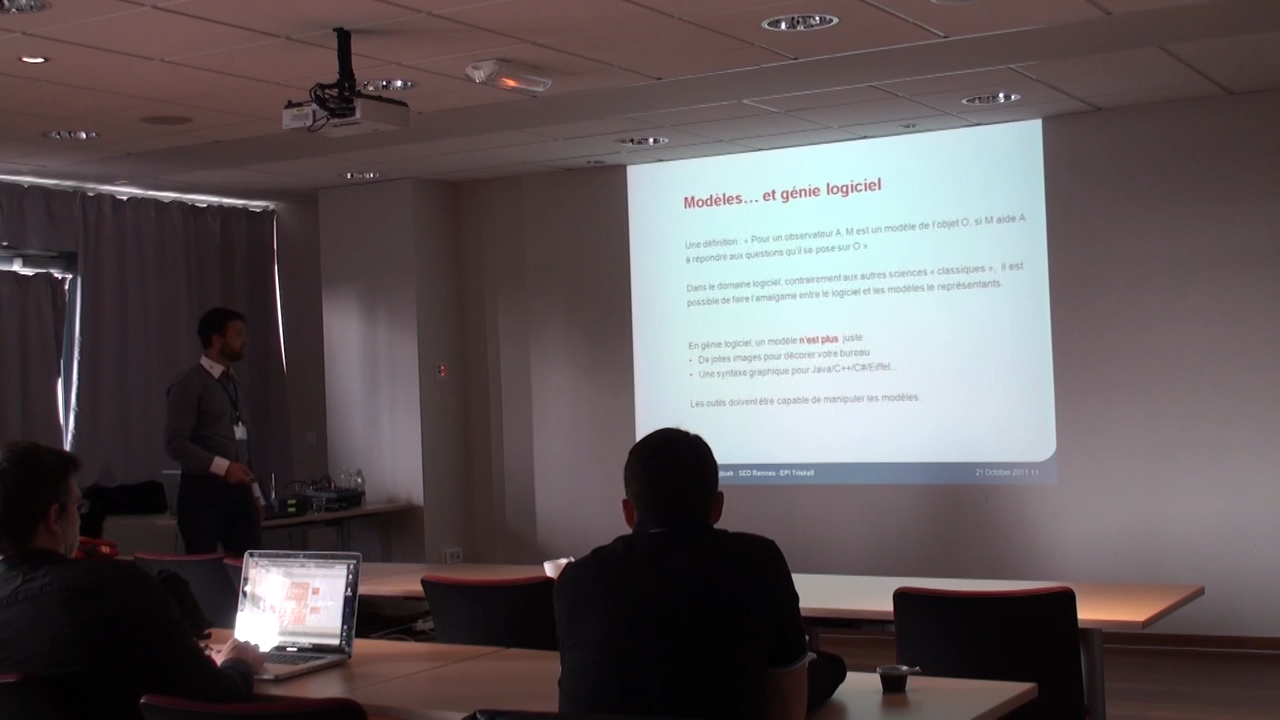 Modèles... et génie logiciel
Une définition : « Pour un observateur A, M est un modèle de l'objet O, si M aide A
à répondre aux questions qu'il se pose sur O »
Dans le domaine logiciel, contrairement aux autres sciences « classiques », il est
possible de faire l'amalgame entre le logiciel et les modèles le représentants.
En génie logiciel, un modèle n'est plus juste
• De jolies images pour décorer votre bureau
• Une syntaxe graphique pour Java/C++/C#/Eiffel...
Les outils doivent être capable de manipuler les modèles.
- SED Rennes - EPI Triskell
21 October 2011